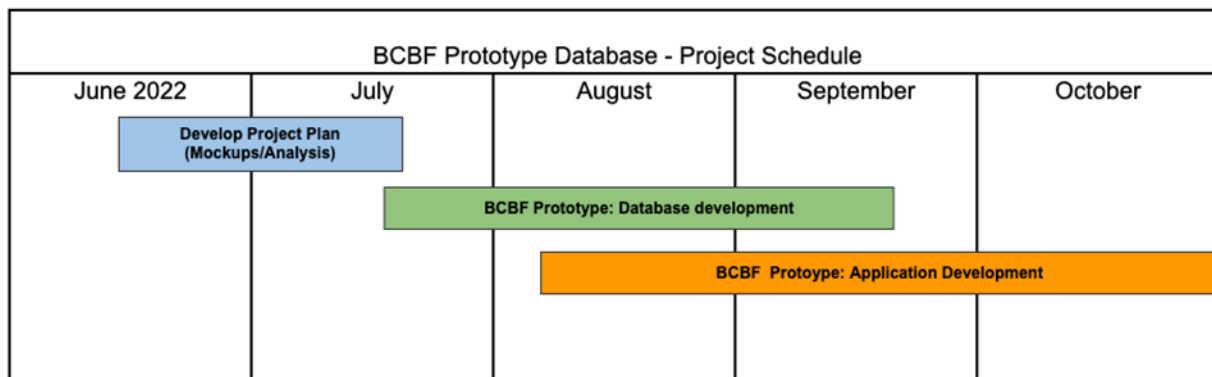 BCBF Prototype Database - Project Schedule
June 2022
July
August
September
October
Develop Project Plan
(Mockups/Analysis)
BCBF Prototype: Database development
BCBF Protoype: Application Development